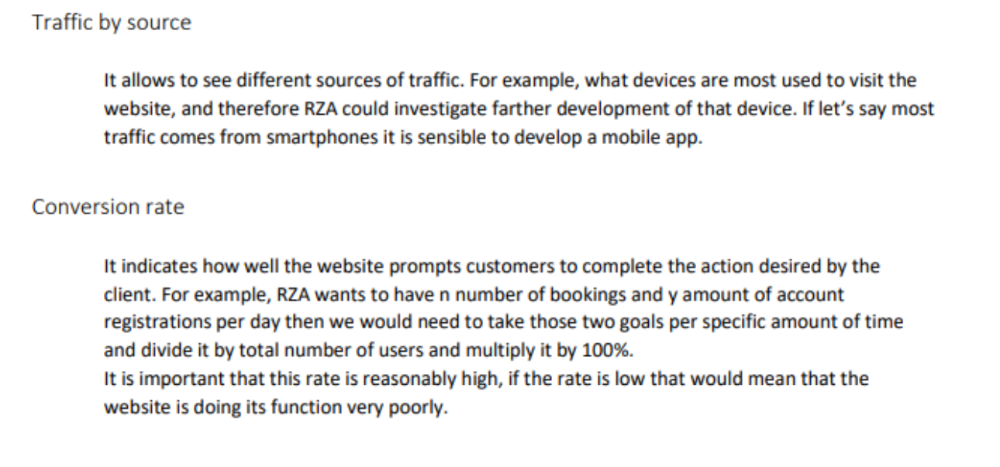 Traffic by source
It allows to see different sources of traffic. For example, what devices are most used to visit the
website, and therefore RZA could investigate farther development of that device. If let's say most
traffic comes from smartphones it is sensible to develop a mobile app.
Conversion rate
It indicates how well the website prompts customers to complete the action desired by the
client. For example, RZA wants to have n number of bookings and y amount of account
registrations per day then we would need to take those two goals per specific amount of time
and divide it by total number of users and multiply it by 100%.
It is important that this rate is reasonably high, if the rate is low that would mean that the
website is doing its function very poorly.